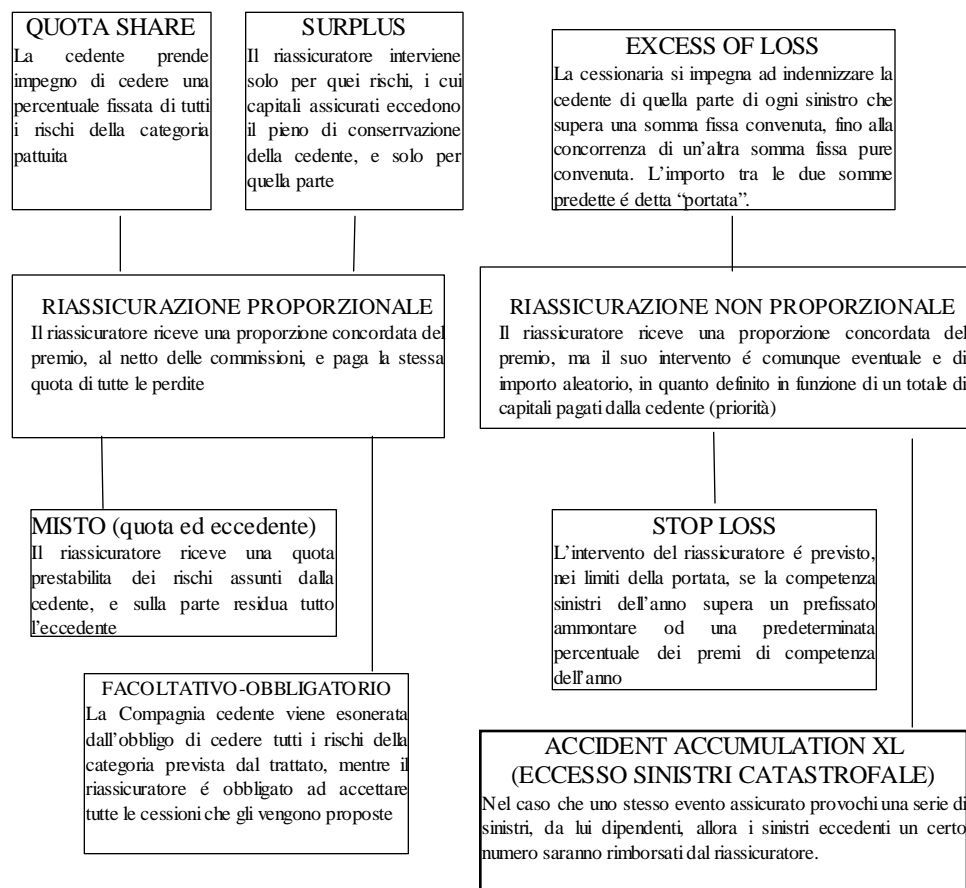 QUOTA SHARE
La cedente prende
impegno di cedere una
percentuale fissata di tutti
i rischi della categoria
pattuita
SURPLUS
Il riassicuratore interviene
solo per quei rischi, i cui
capitali assicurati eccedono
il pieno di conserrvazione
della cedente, e solo per
quella parte
EXCESS OF LOSS
La cessionaria si impegna ad indennizzare la
cedente di quella parte di ogni sinistro che
supera una somma fissa convenuta, fino alla
concorrenza di un'altra somma fissa pure
convenuta. L'importo tra le due somme
predette é detta “portata”.
RIASSICURAZIONE PROPORZIONALE
Il riassicuratore riceve una proporzione concordata del
premio, al netto delle commissioni, e paga la stessa
quota di tutte le perdite
RIASSICURAZIONE NON PROPORZIONALE
Il riassicuratore riceve una proporzione concordata del
premio, ma il suo intervento é comunque eventuale e di
importo aleatorio, in quanto definito in funzione di un totale di
capitali pagati dalla cedente (priorità)
MISTO (quota ed eccedente)
Il riassicuratore riceve una quota
prestabilita dei rischi assunti dalla
cedente, e sulla parte residua tutto
l'eccedente
STOP LOSS
L'intervento del riassicuratore é previsto,
nei limiti della portata, se la competenza
sinistri dell'anno supera un prefissato
ammontare od una predeterminata
percentuale dei premi di competenza
dell'anno
FACOLTATIVO-OBBLIGATORIO
La Compagnia cedente viene esonerata
dall'obbligo di cedere tutti i rischi della
categoria prevista dal trattato, mentre il
riassicuratore é obbligato ad accettare
tutte le cessioni che gli vengono proposte
ACCIDENT ACCUMULATION XL
(ECCESSO SINISTRI CATASTROFALE)
Nel caso che uno stesso evento assicurato provochi una serie di
sinistri, da lui dipendenti, allora i sinistri eccedenti un certo
numero saranno rimborsati dal riassicuratore.